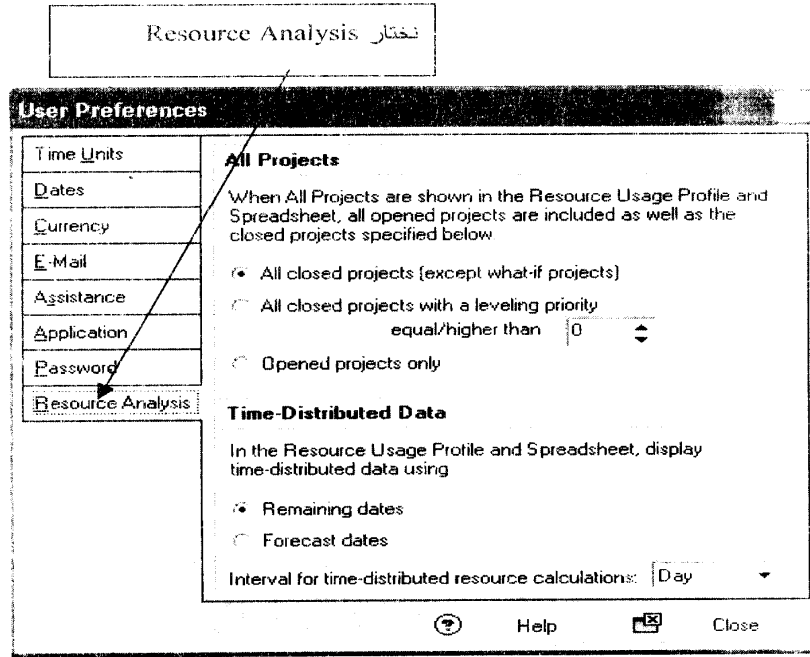 نختار Resource Analysis
User Preferences
Time Units
Dates
Currency
E-Mail
Assistance
Application
Password
Resource Analysis
All Projects
When All Projects are shown in the Resource Usage Profile and
Spreadsheet, all opened projects are included as well as the
closed projects specified below
All closed projects (except what-if projects)
All closed projects with a leveling priority
equal/higher than 0
Opened projects only
Time-Distributed Data
In the Resource Usage Profile and Spreadsheet, display
time-distributed data using
Remaining dates
Forecast dates
Interval for time-distributed resource calculations: Day
Help Close